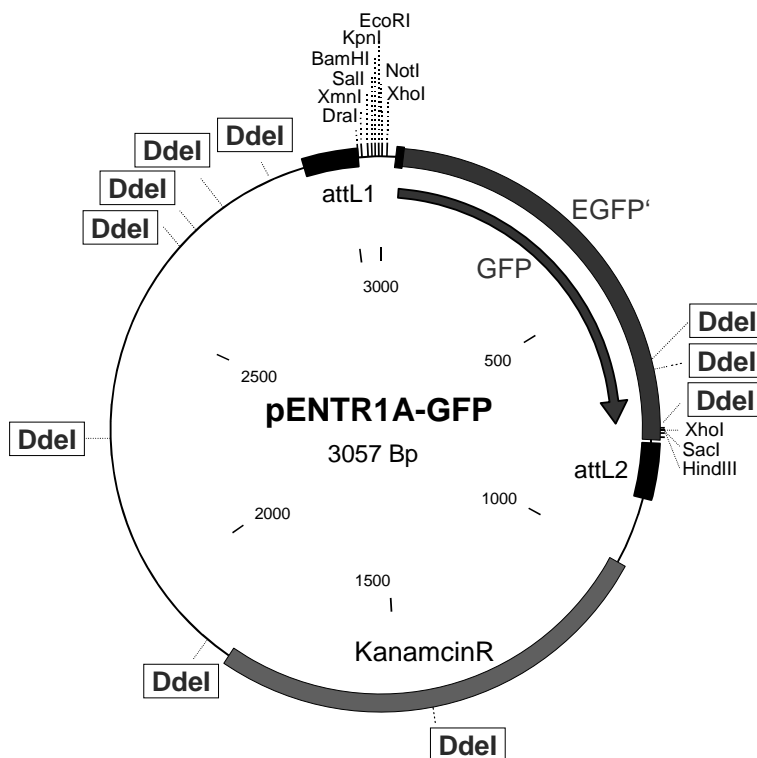 EcoRI
KpnI
BamHI
SalI
NotI
XmnI
XhoI
DraI
DdeI
DdeI
DdeI
DdeI
attL1
EGFP‘
GFP
3000
500
2500
DdeI
DdeI
DdeI
pENTR1A-GFP
3057 Bp
DdeI
XhoI
SacI
HindIII
attL2
2000
1000
1500
KanamcinR
DdeI
DdeI